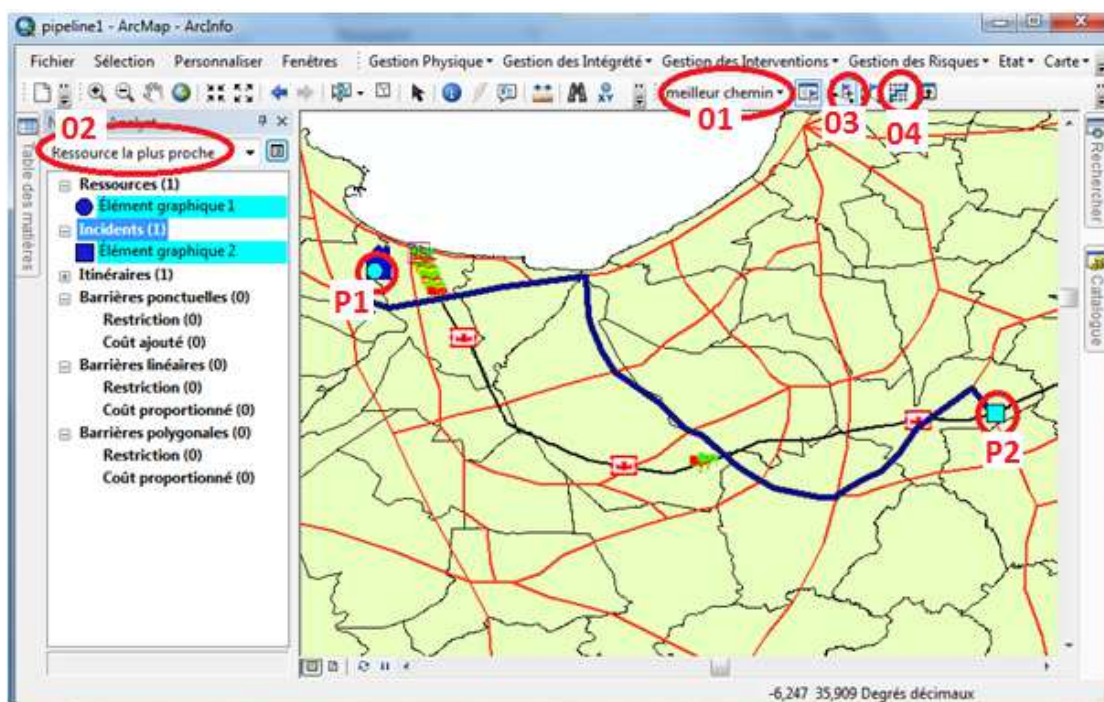 pipeline1 - ArcMap - ArcInfo
Fichier Sélection Personnaliser Fenêtres Gestion Physique Gestion des Intégrité Gestion des Interventions Gestion des Risques Etat Carte
meilleur chemin
01
03
04
02
Analyst
Ressource la plus proche
Table des matières
Ressources (1)
Élément graphique 1
Incidents (1)
Élément graphique 2
Itinéraires (1)
Barrières ponctuelles (0)
Restriction (0)
Coût ajouté (0)
Barrières linéaires (0)
Restriction (0)
Coût proportionné (0)
Barrières polygonales (0)
Restriction (0)
Coût proportionné (0)
P1
P2
Rechercher
Catalogue
-6,247 35,909 Degrés décimaux